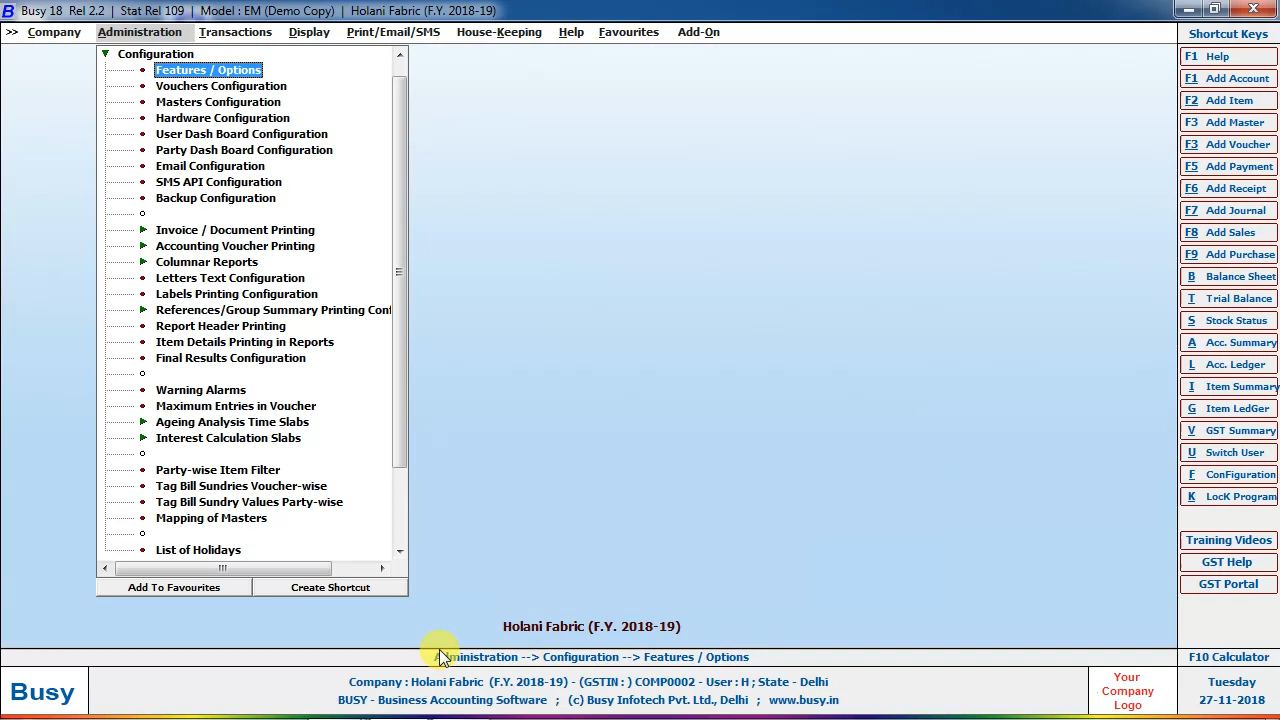 Busy 18 Rel 2.2 | Stat Rel 109 | Model : EM (Demo Copy) | Holani Fabric (F.Y. 2018-19)
>> Company Administration Transactions Display Print/Email/SMS House-Keeping Help Favourites Add-On
Configuration
Features / Options
Vouchers Configuration
Masters Configuration
Hardware Configuration
User Dash Board Configuration
Party Dash Board Configuration
Email Configuration
SMS API Configuration
Backup Configuration
Invoice / Document Printing
Accounting Voucher Printing
Columnar Reports
Letters Text Configuration
Labels Printing Configuration
References/Group Summary Printing Conf
Report Header Printing
Item Details Printing in Reports
Final Results Configuration
Warning Alarms
Maximum Entries in Voucher
Ageing Analysis Time Slabs
Interest Calculation Slabs
Party-wise Item Filter
Tag Bill Sundries Voucher-wise
Tag Bill Sundry Values Party-wise
Mapping of Masters
List of Holidays
Add To Favourites Create Shortcut
Shortcut Keys
F1 Help
F1 Add Account
F2 Add Item
F3 Add Master
F3 Add Voucher
F5 Add Payment
F6 Add Receipt
F7 Add Journal
F8 Add Sales
F9 Add Purchase
B Balance Sheet
T Trial Balance
S Stock Status
A Acc. Summary
L Acc. Ledger
I Item Summary
G Item LedGer
V GST Summary
U Switch User
F ConFiguration
K LocK Program
Training Videos
GST Help
GST Portal
Holani Fabric (F.Y. 2018-19)
Administration --> Configuration --> Features / Options
F10 Calculator
Busy
Company : Holani Fabric (F.Y. 2018-19) - (GSTIN : ) COMP0002 - User : H ; State - Delhi
BUSY - Business Accounting Software ; (c) Busy Infotech Pvt. Ltd., Delhi ; www.busy.in
Your
Company
Logo
Tuesday
27-11-2018